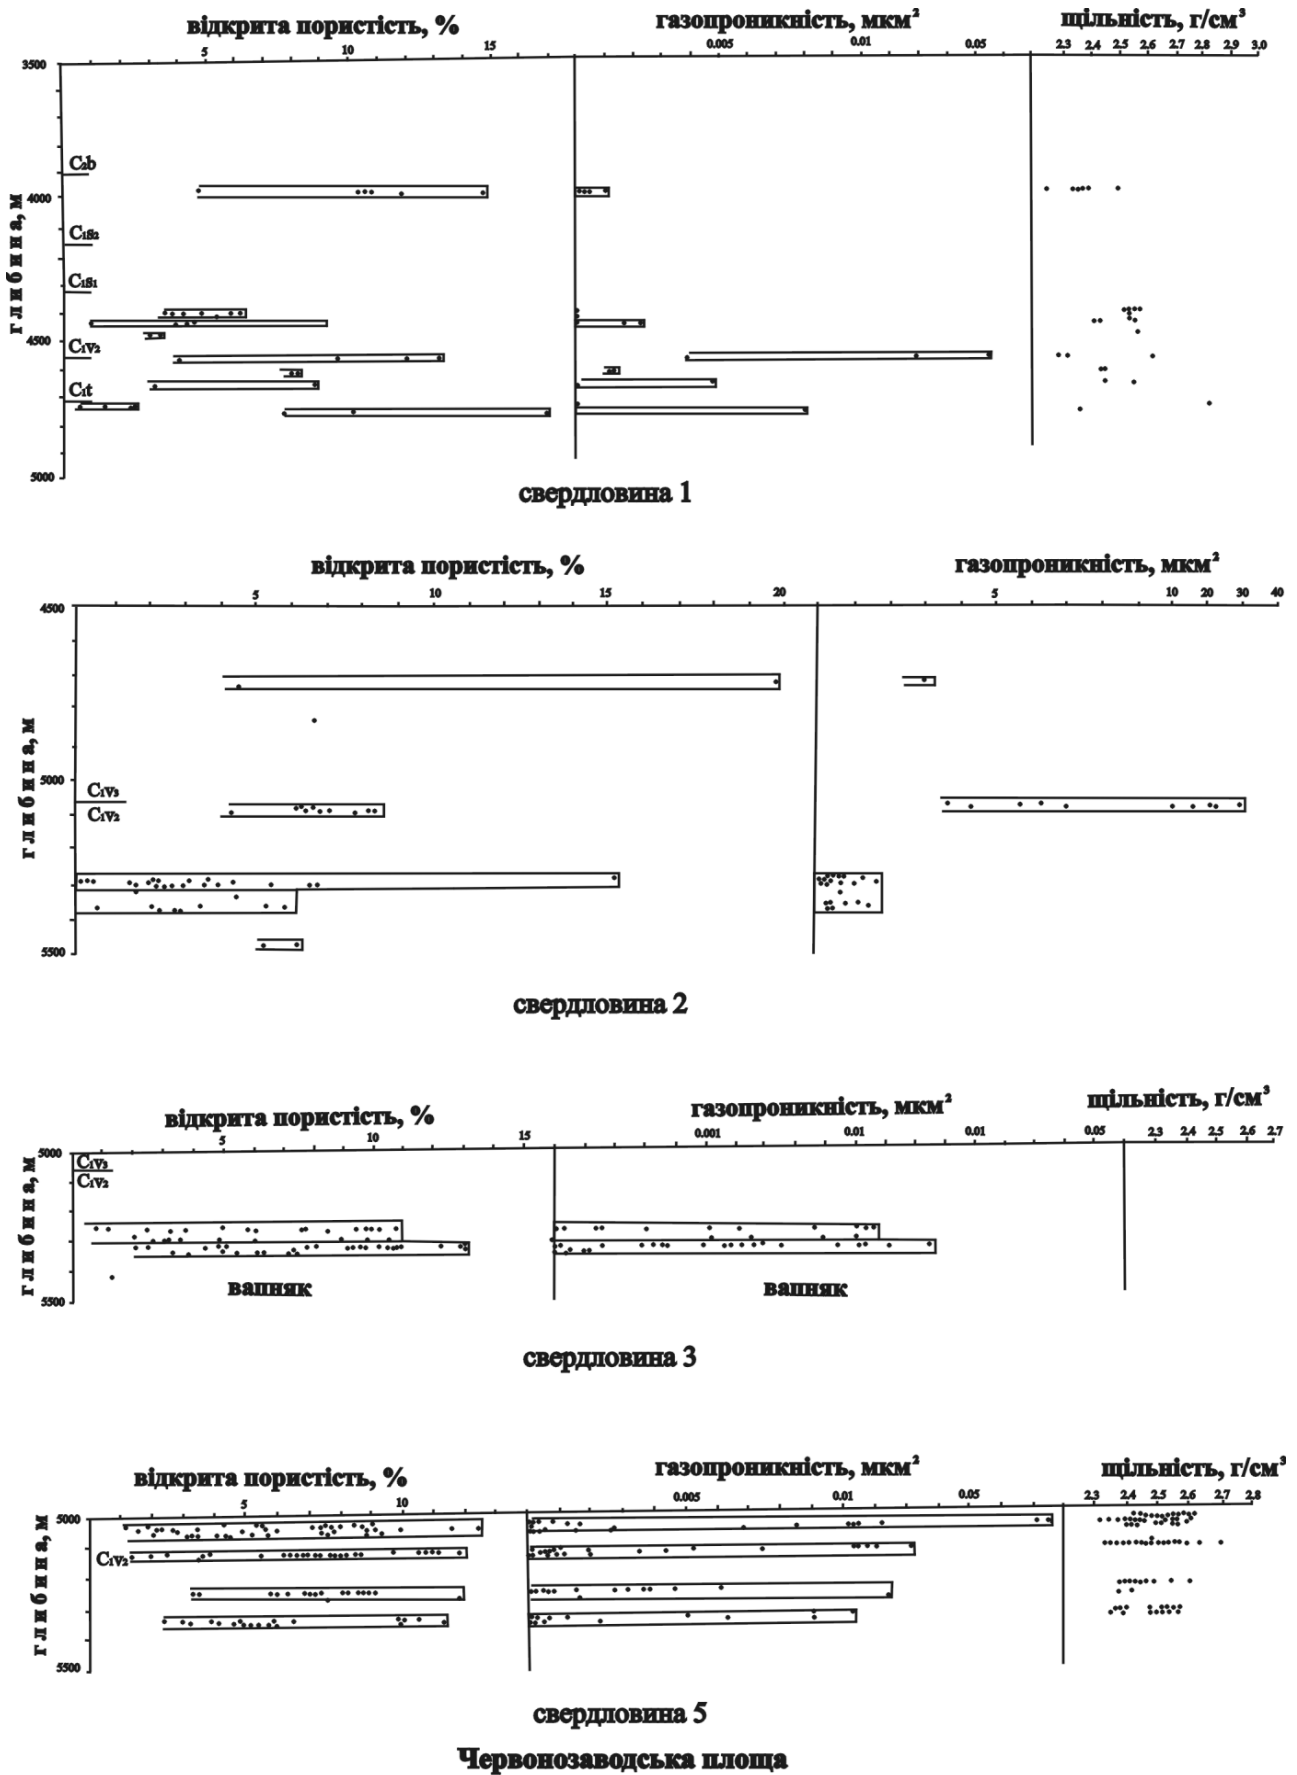 відкрита пористість, % газопроникність, мкм² щільність, г/см³
5 10 15 0.005 0.01 0.05 2.3 2.4 2.5 2.6 2.7 2.8 2.9 3.0
3500
C₂b
4000
C₁s₂
C₁s₁
4500
C₁v₂
C₁t
5000
глибина, м
свердловина 1
відкрита пористість, % газопроникність, мкм²
4500 5 10 15 20 5 10 20 30 40
5000
C₁v₃
C₁v₂
5500
глибина, м
свердловина 2
відкрита пористість, % газопроникність, мкм² щільність, г/см³
5 10 15 0.001 0.01 0.01 0.05 2.3 2.4 2.5 2.6 2.7
5000
C₁v₃
C₁v₂
вапняк вапняк
5500
глибина, м
свердловина 3
відкрита пористість, % газопроникність, мкм² щільність, г/см³
5 10 0.005 0.01 0.05 2.3 2.4 2.5 2.6 2.7 2.8
5000
C₁v₂
5500
глибина, м
свердловина 5
Червонозаводська площа